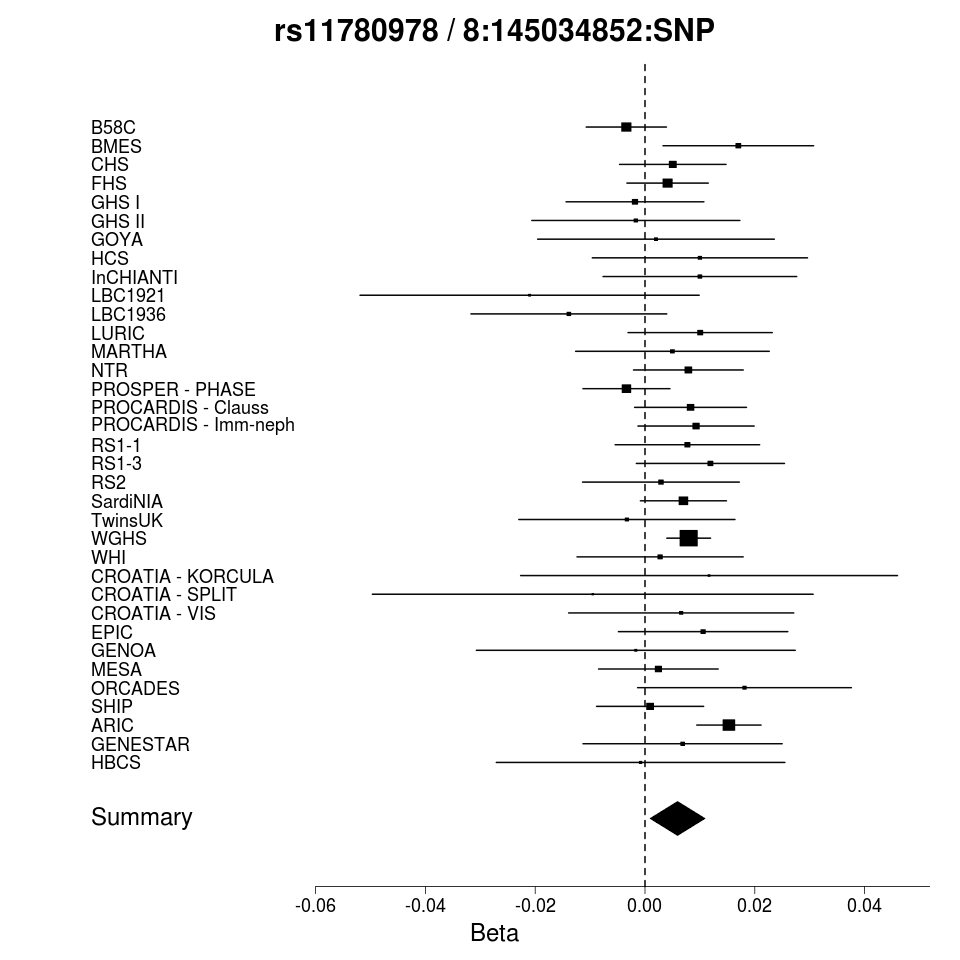 rs11780978 / 8:145034852:SNP
B58C
BMES
CHS
FHS
GHS I
GHS II
GOYA
HCS
InCHIANTI
LBC1921
LBC1936
LURIC
MARTHA
NTR
PROSPER - PHASE
PROCARDIS - Clauss
PROCARDIS - Imm-neph
RS1-1
RS1-3
RS2
SardiNIA
TwinsUK
WGHS
WHI
CROATIA - KORCULA
CROATIA - SPLIT
CROATIA - VIS
EPIC
GENOA
MESA
ORCADES
SHIP
ARIC
GENESTAR
HBCS
Summary
-0.06 -0.04 -0.02 0.00 0.02 0.04
Beta